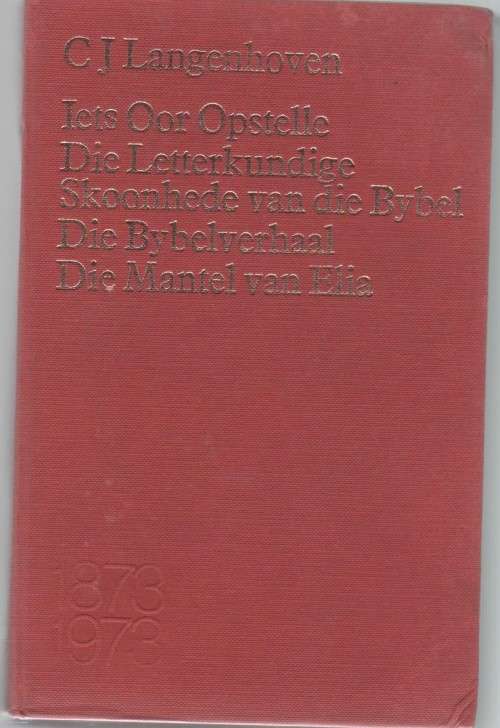 C J Langenhoven
Iets Oor Opstelle
Die Letterkundige
Skoonhede van die Bybel
Die Bybelverhaal
Die Mantel van Elia
1873
1973